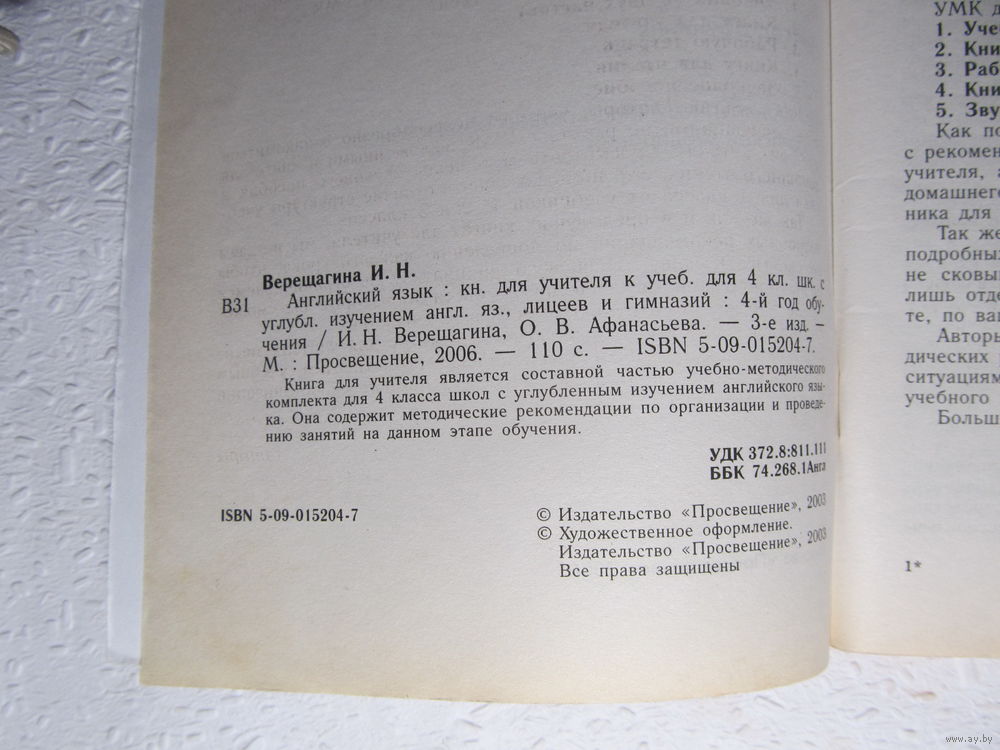 Верещагина И. Н.
В31 Английский язык : кн. для учителя к учеб. для 4 кл. шк. с
углубл. изучением англ. яз., лицеев и гимназий : 4-й год обу-
чения / И. Н. Верещагина, О. В. Афанасьева. — 3-е изд. —
М. : Просвещение, 2006. — 110 с. — ISBN 5-09-015204-7.
Книга для учителя является составной частью учебно-методического
комплекта для 4 класса школ с углубленным изучением английского язы-
ка. Она содержит методические рекомендации по организации и проведе-
нию занятий на данном этапе обучения.
УДК 372.8:811.111
ББК 74.268.1Англ
ISBN 5-09-015204-7
© Издательство «Просвещение», 2003
© Художественное оформление.
Издательство «Просвещение», 2003
Все права защищены
УМК д
1. Уче
2. Кни
3. Раб
4. Кни
5. Зву
Как по
с рекомен
учителя, а
домашнего
ника для
Так же
подробных
не сковы
лишь отде
те, по ва
Авторы
дических
ситуациям
учебного
Больш
1*
www.ay.by